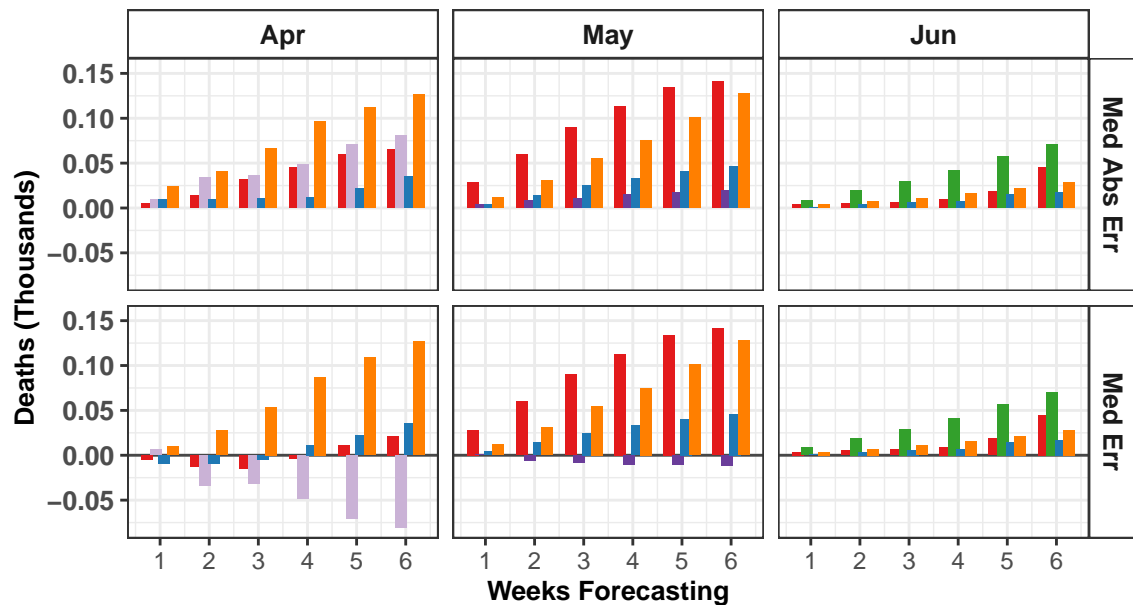 Apr May Jun
0.15
0.10
0.05
0.00
−0.05
Med Abs Err
0.15
0.10
0.05
0.00
−0.05
Med Err
Deaths (Thousands)
1 2 3 4 5 6 1 2 3 4 5 6 1 2 3 4 5 6
Weeks Forecasting